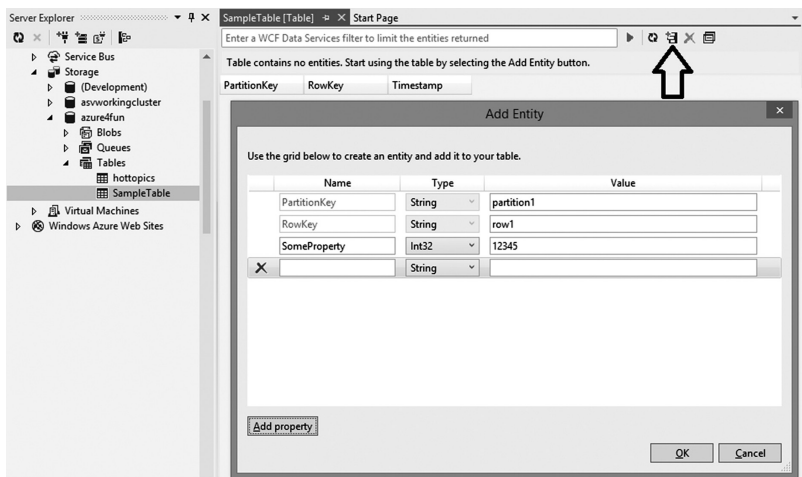 Server Explorer
Service Bus
Storage
(Development)
asvworkingcluster
azure4fun
Blobs
Queues
Tables
hottopics
SampleTable
Virtual Machines
Windows Azure Web Sites
SampleTable [Table]
Start Page
Enter a WCF Data Services filter to limit the entities returned
Table contains no entities. Start using the table by selecting the Add Entity button.
PartitionKey RowKey Timestamp
Add Entity
Use the grid below to create an entity and add it to your table.
Name Type Value
PartitionKey String partition1
RowKey String row1
SomeProperty Int32 12345
String
Add property
OK Cancel